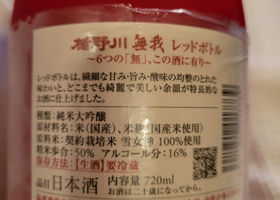 楯野川 無我 レッドボトル
～6つの「無」、この酒に有り～
レッドボトルは、繊細な甘み・旨み・酸味の均整のとれた
味わいと、どこまでも綺麗で美しい余韻が特長的な
お酒に仕上げました。
種類：純米大吟醸
原材料名：米(国産)、米麹(国産米使用)
原料米：契約栽培米 雪女神 100%使用
精米歩合：50% アルコール分：16%
保存方法：【生酒】要冷蔵
品目 日本酒 内容量 720ml
お酒は二十歳になってから。